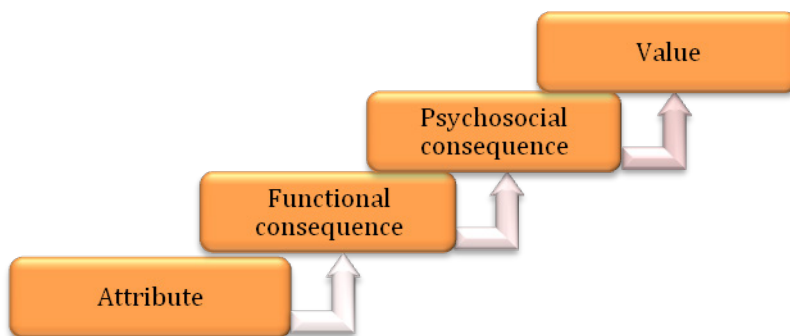 Value
Psychosocial
consequence
Functional
consequence
Attribute